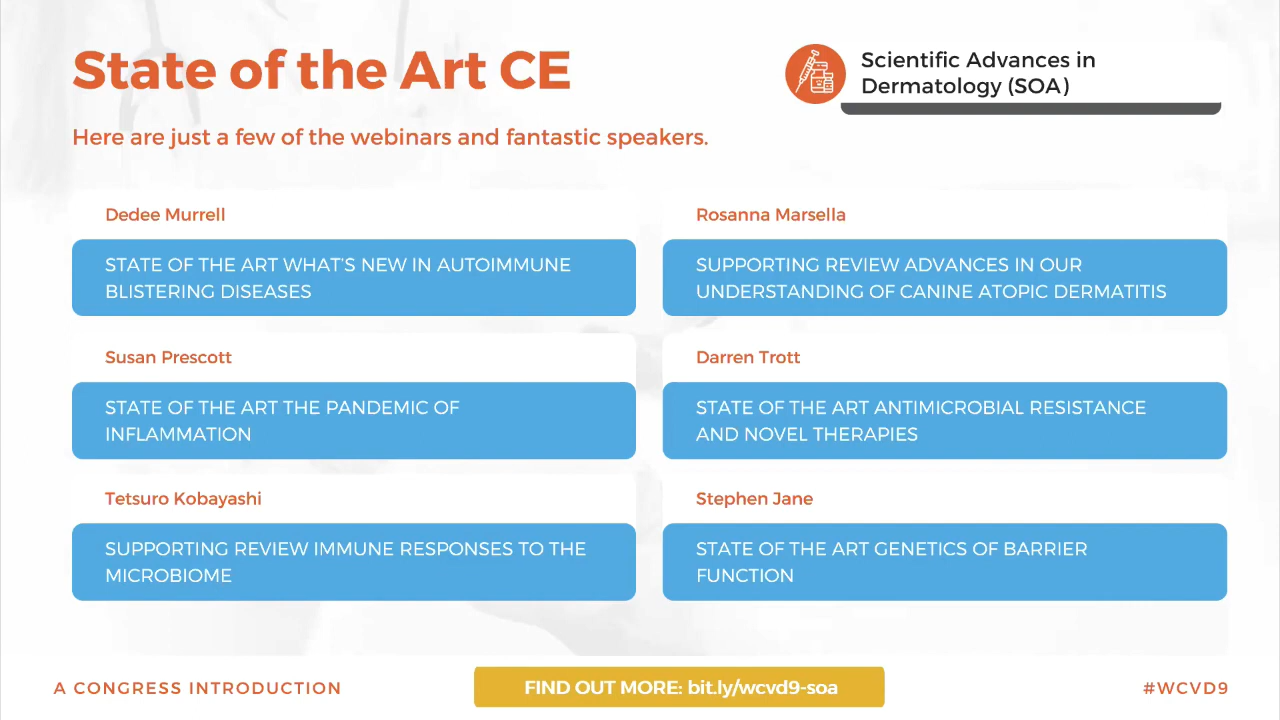 State of the Art CE
Scientific Advances in
Dermatology (SOA)
Here are just a few of the webinars and fantastic speakers.
Dedee Murrell
STATE OF THE ART WHAT'S NEW IN AUTOIMMUNE
BLISTERING DISEASES
Rosanna Marsella
SUPPORTING REVIEW ADVANCES IN OUR
UNDERSTANDING OF CANINE ATOPIC DERMATITIS
Susan Prescott
STATE OF THE ART THE PANDEMIC OF
INFLAMMATION
Darren Trott
STATE OF THE ART ANTIMICROBIAL RESISTANCE
AND NOVEL THERAPIES
Tetsuro Kobayashi
SUPPORTING REVIEW IMMUNE RESPONSES TO THE
MICROBIOME
Stephen Jane
STATE OF THE ART GENETICS OF BARRIER
FUNCTION
A CONGRESS INTRODUCTION
FIND OUT MORE: bit.ly/wcvd9-soa
#WCVD9